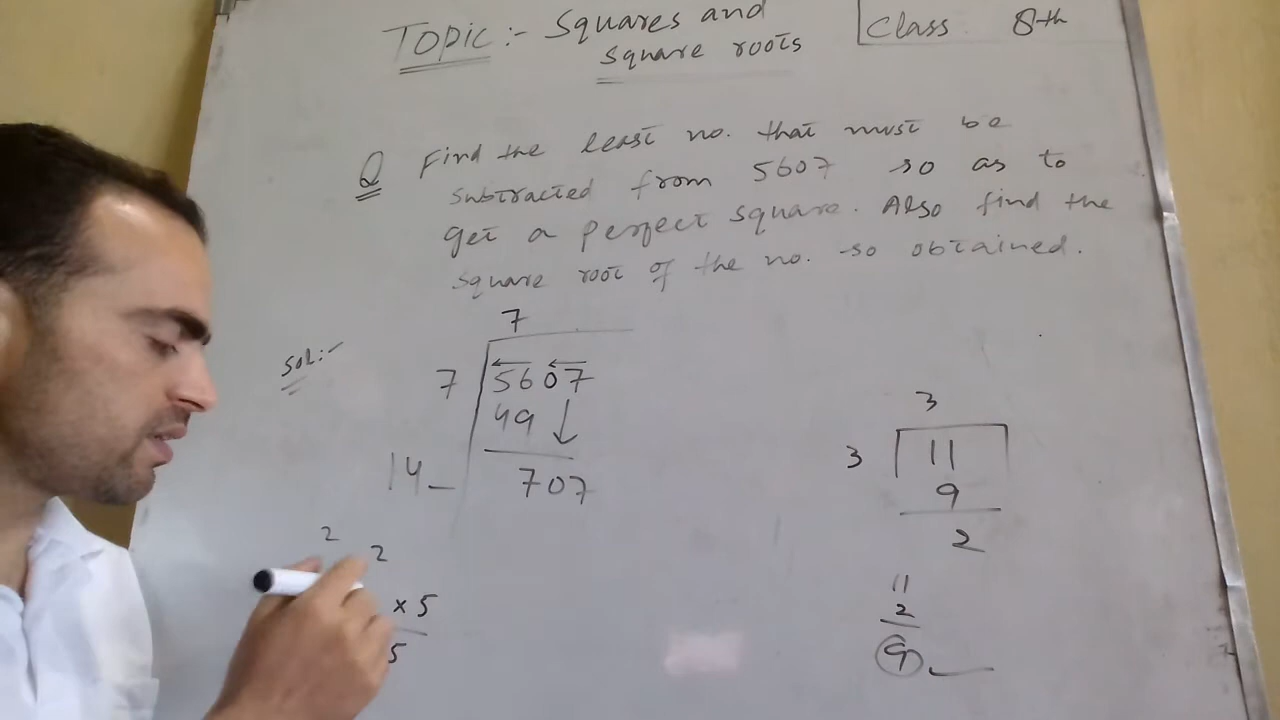 TOPIC:- Squares and
square roots
Class 8th
Q Find the least no. that must be
subtracted from 5607 so as to
get a perfect square. Also find the
square root of the no. so obtained.
Sol:-
7
7 5607
49
14_ 707
2
2
× 5
5
3
3 11
9
2
11
2
9